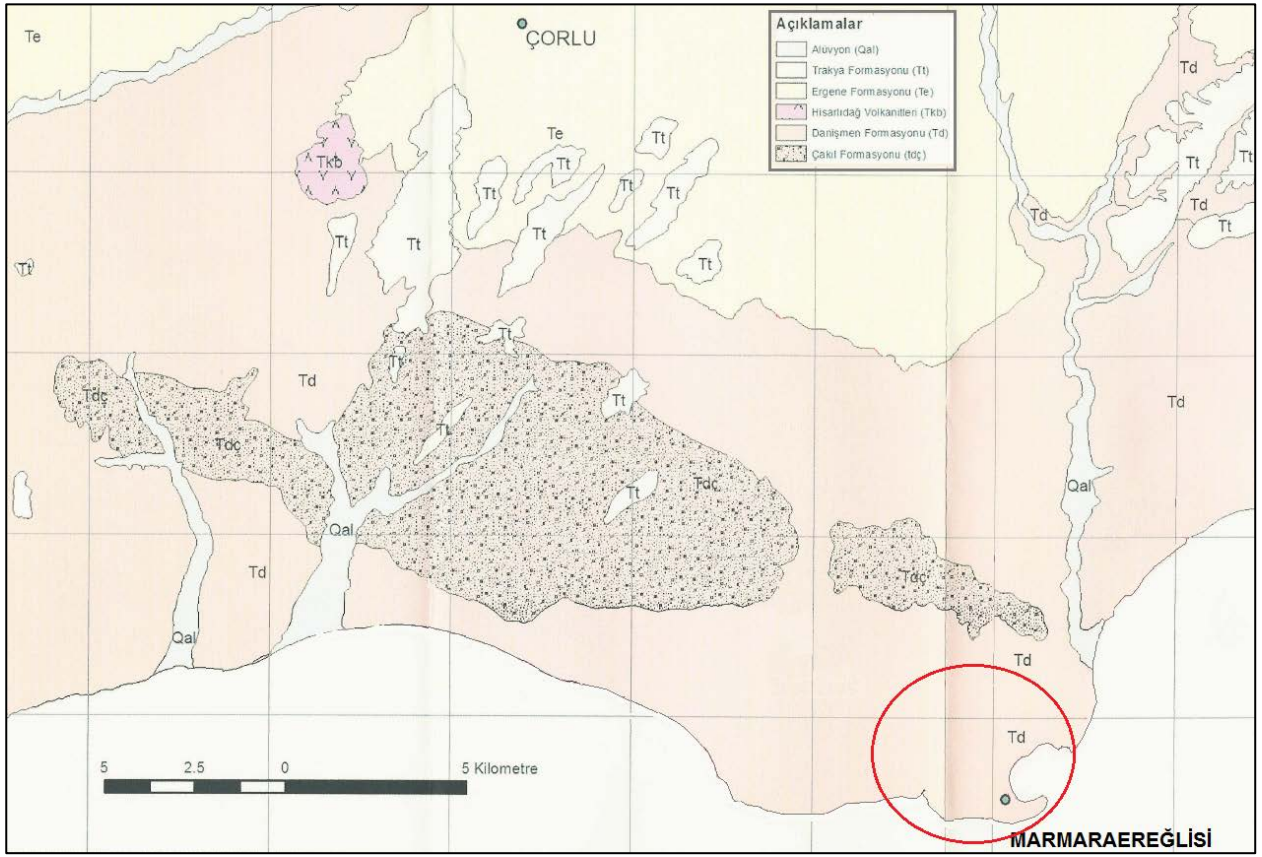 Te
ÇORLU
Açıklamalar
Alüvyon (Qal)
Trakya Formasyonu (Tt)
Ergene Formasyonu (Te)
Hisarlıdağ Volkanitleri (Tkb)
Danişmen Formasyonu (Td)
Çakıl Formasyonu (tdç)
Td
Tkb
Te
Tt
Tt
Tt
Tt
Tt
Tt
Tt
Tt
Td
Td
Tt
Tt
Tt
Tt
Tt
Tt
Tt
Tt
Td
Tdç
Tdç
Tt
Tt
Td
Tt
Tdç
Qal
Qal
Td
Tdç
Qal
Td
Td
5 2.5 0 5 Kilometre
MARMARAEREĞLİSİ